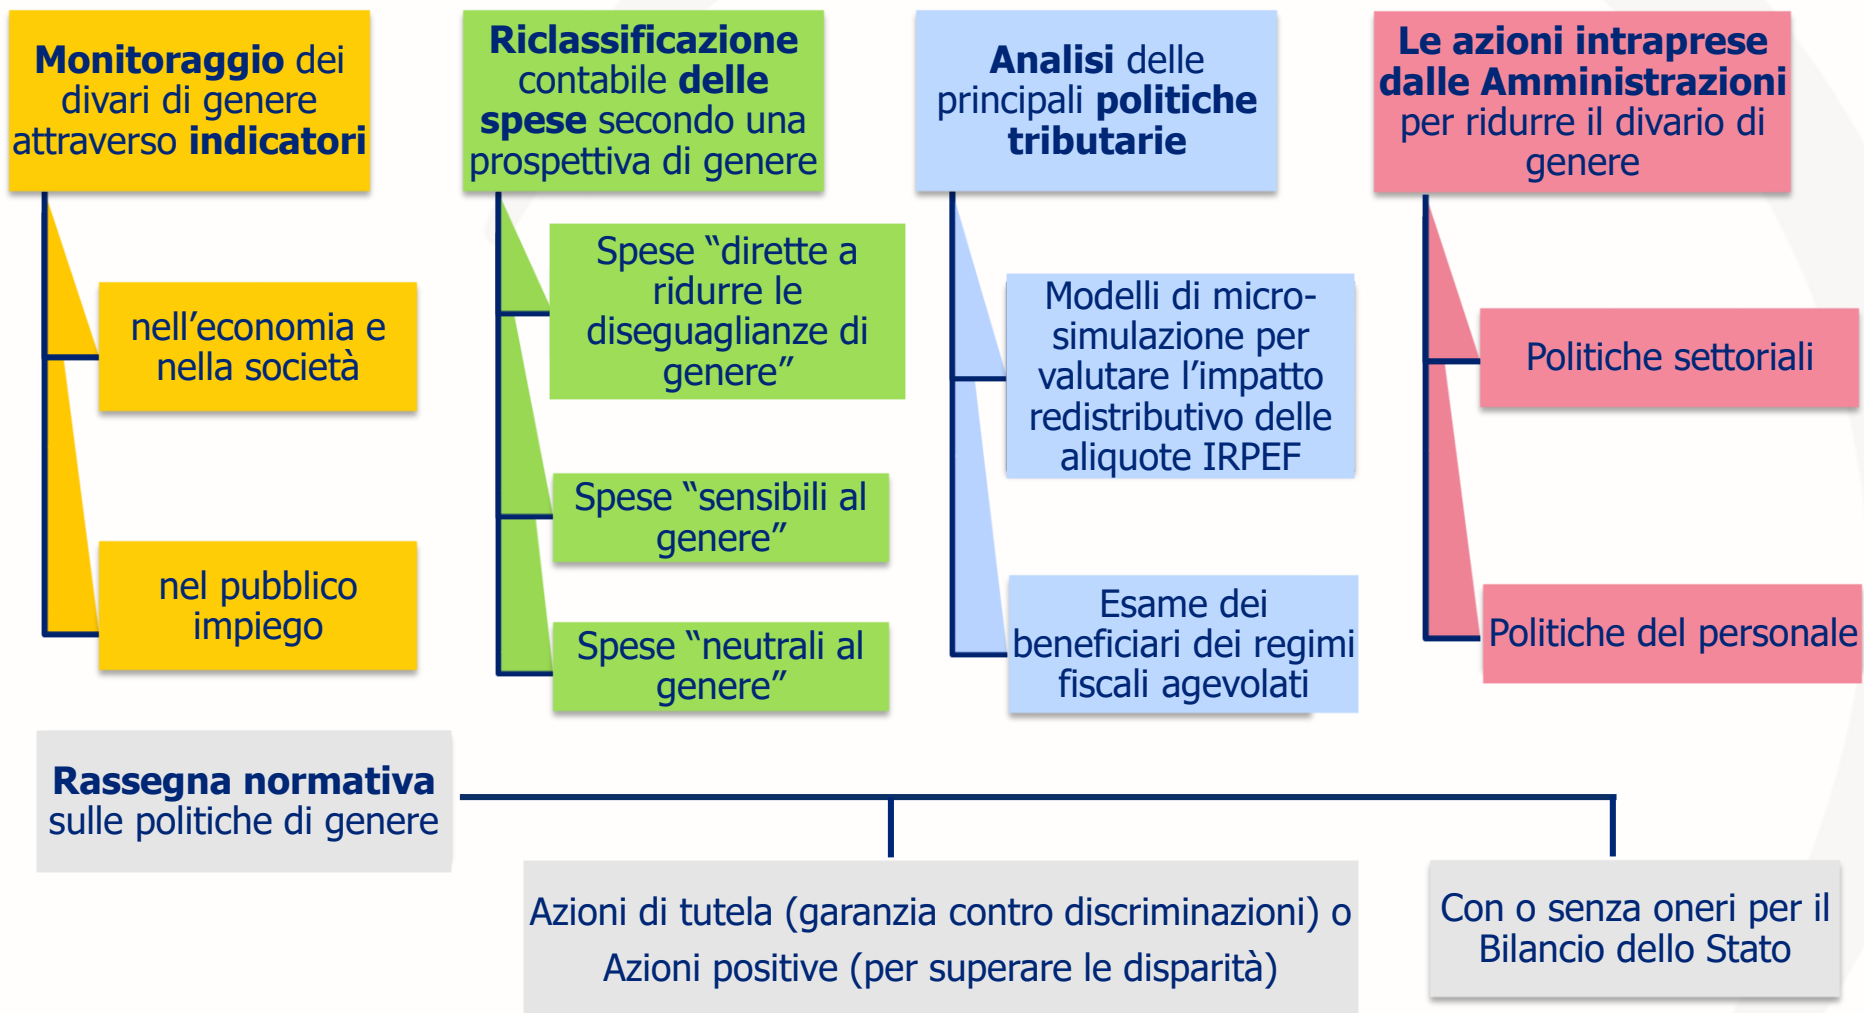 Monitoraggio dei
divari di genere
attraverso indicatori
nell’economia e
nella società
nel pubblico
impiego
Riclassificazione
contabile delle
spese secondo una
prospettiva di genere
Spese “dirette a
ridurre le
diseguaglianze di
genere”
Spese “sensibili al
genere”
Spese “neutrali al
genere”
Analisi delle
principali politiche
tributarie
Modelli di micro-
simulazione per
valutare l’impatto
redistributivo delle
aliquote IRPEF
Esame dei
beneficiari dei regimi
fiscali agevolati
Le azioni intraprese
dalle Amministrazioni
per ridurre il divario di
genere
Politiche settoriali
Politiche del personale
Rassegna normativa
sulle politiche di genere
Azioni di tutela (garanzia contro discriminazioni) o
Azioni positive (per superare le disparità)
Con o senza oneri per il
Bilancio dello Stato